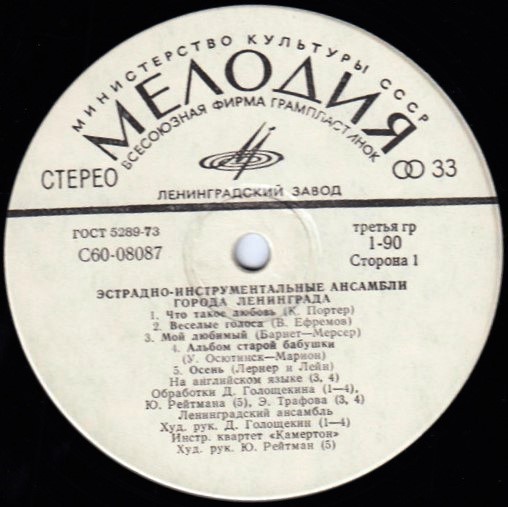 МИНИСТЕРСТВО КУЛЬТУРЫ СССР
МЕЛОДИЯ
ВСЕСОЮЗНАЯ ФИРМА ГРАМПЛАСТИНОК
СТЕРЕО
33
ЛЕНИНГРАДСКИЙ ЗАВОД
ГОСТ 5289-73
С60-08087
третья гр
1-90
Сторона 1
ЭСТРАДНО-ИНСТРУМЕНТАЛЬНЫЕ АНСАМБЛИ
ГОРОДА ЛЕНИНГРАДА
1. Что такое любовь (К. Портер)
2. Веселые голоса (В. Ефремов)
3. Мой любимый (Барнет—Мерсер)
4. Альбом старой бабушки
(У. Осютинск—Марион)
5. Осень (Лернер и Лейн)
На английском языке (3, 4)
Обработки Д. Голощекина (1—4),
Ю. Рейтмана (5), Э. Трафова (3, 4)
Ленинградский ансамбль
Худ. рук. Д. Голощекин (1—4)
Инстр. квартет «Камертон»
Худ. рук. Ю. Рейтман (5)